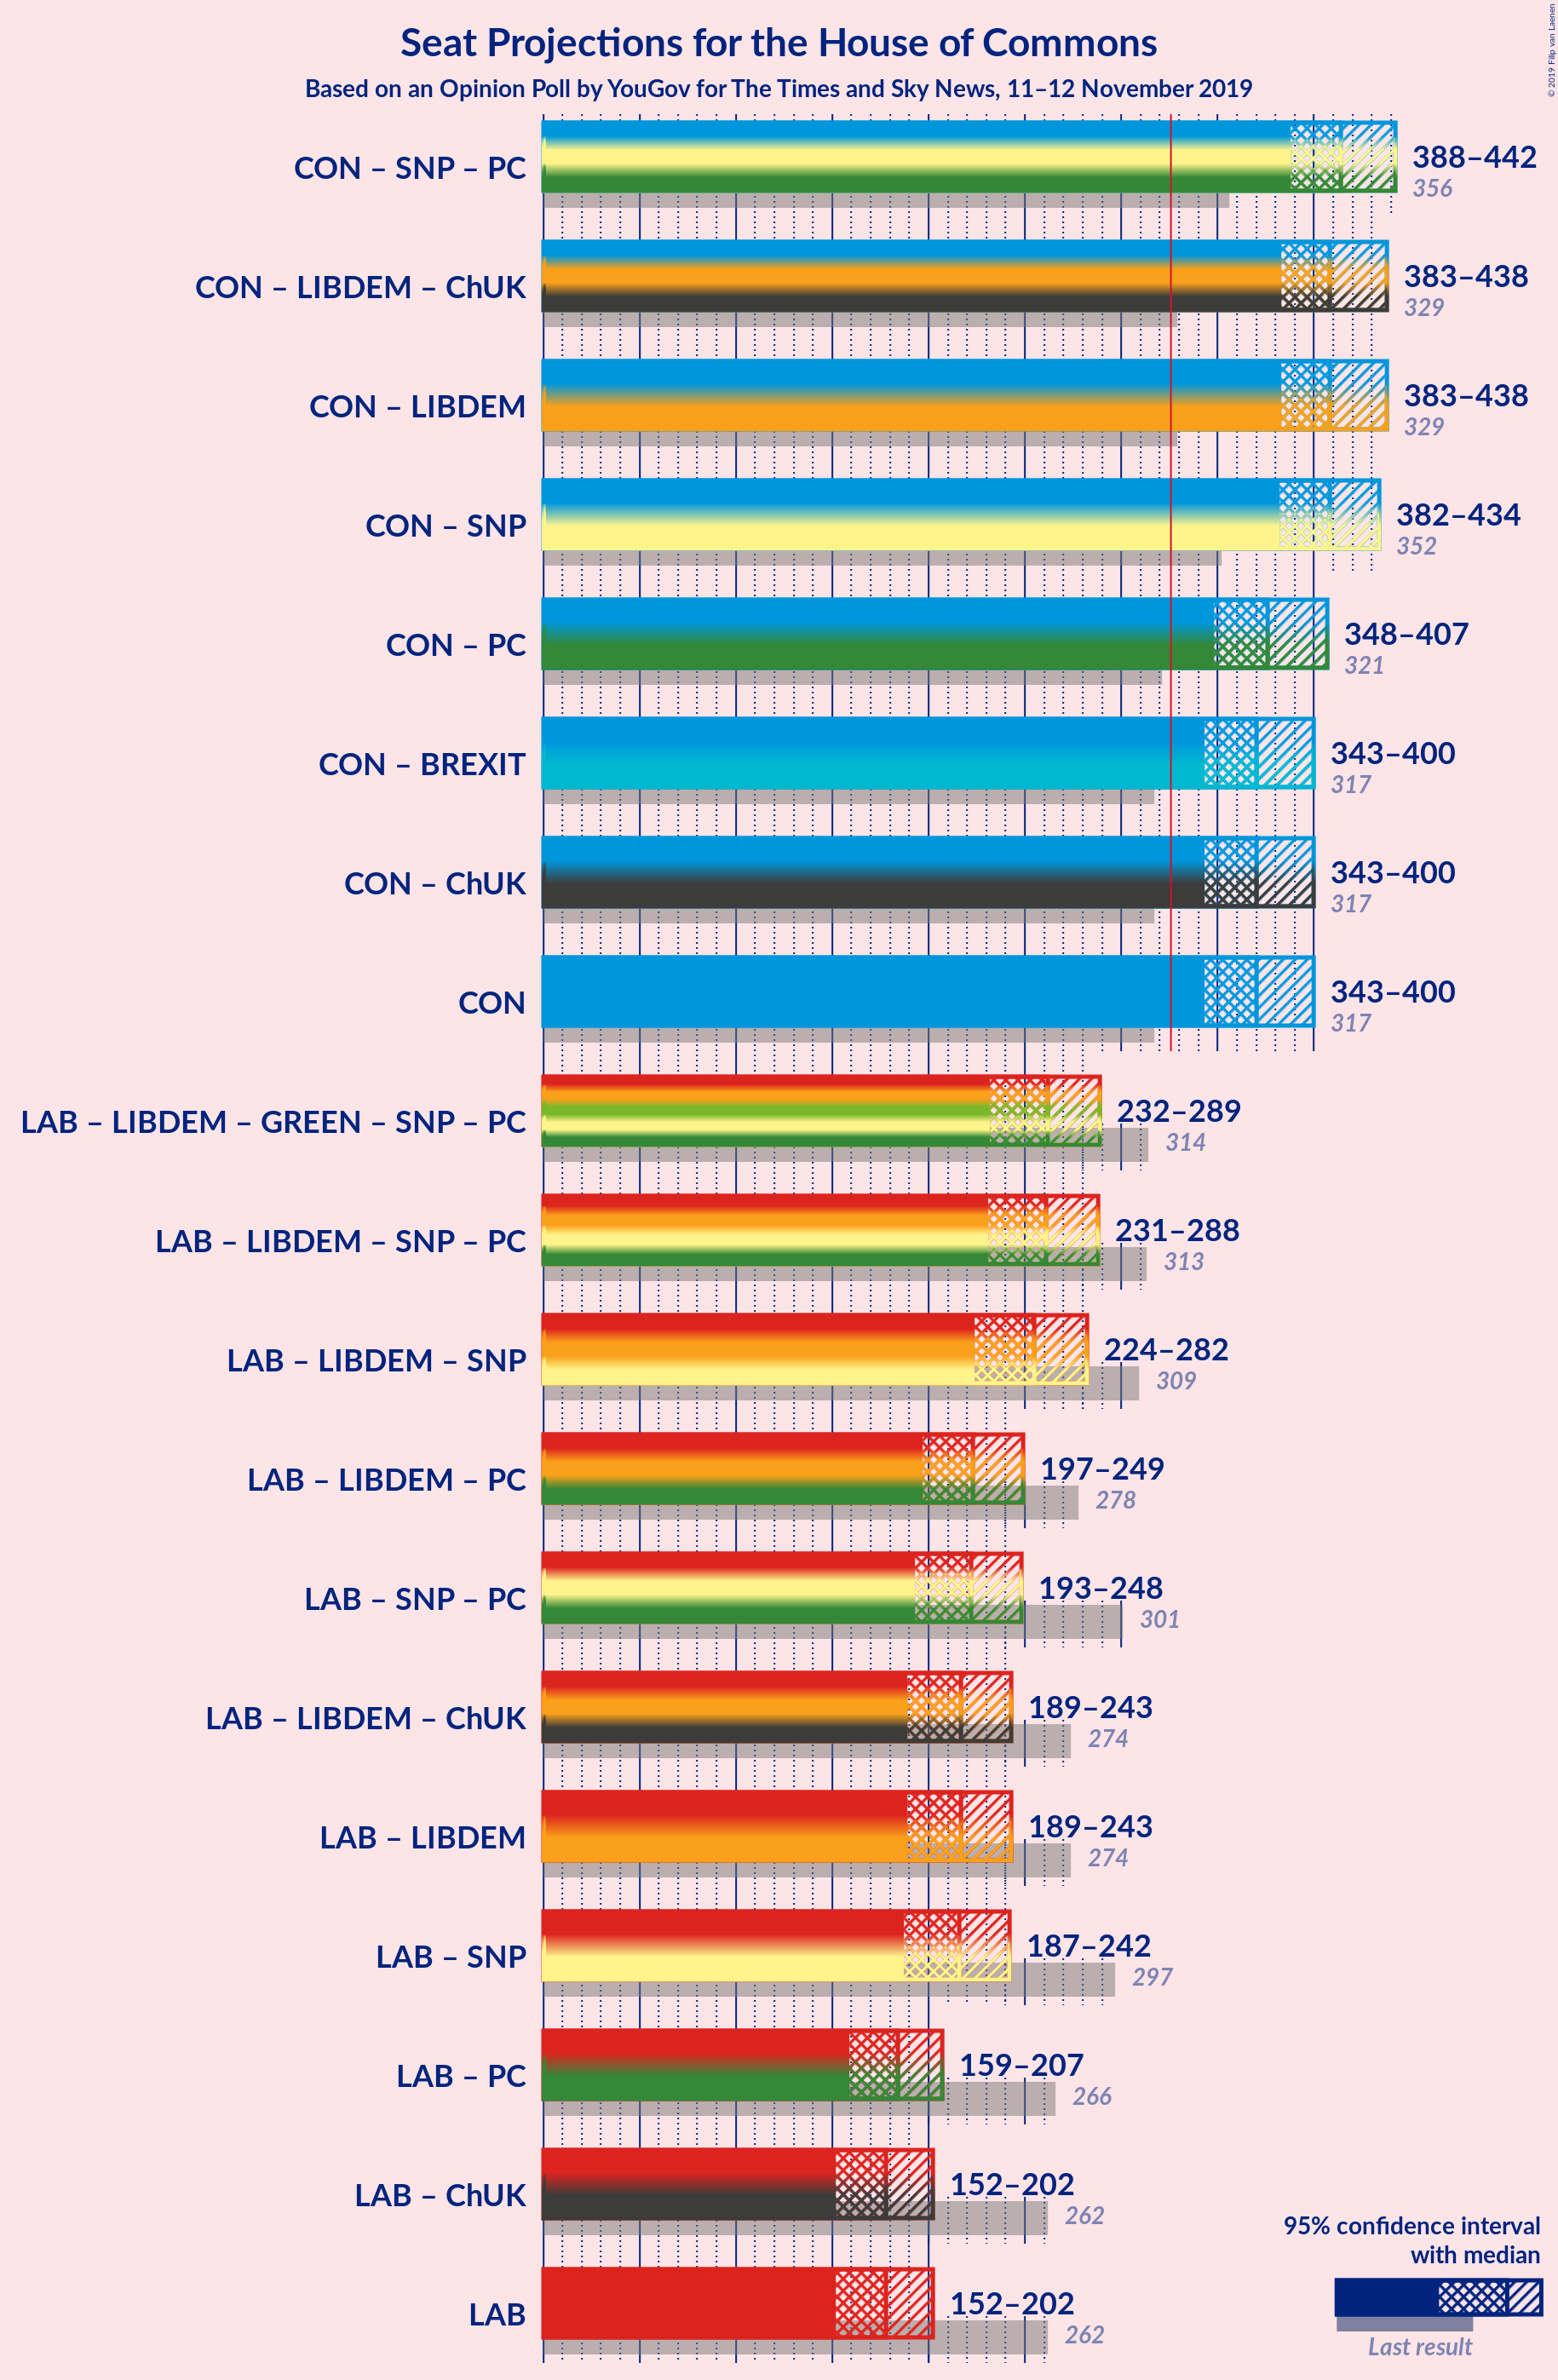 Seat Projections for the House of Commons
Based on an Opinion Poll by YouGov for The Times and Sky News, 11–12 November 2019
© 2019 Filip van Laenen
CON – SNP – PC
388–442
356
CON – LIBDEM – ChUK
383–438
329
CON – LIBDEM
383–438
329
CON – SNP
382–434
352
CON – PC
348–407
321
CON – BREXIT
343–400
317
CON – ChUK
343–400
317
CON
343–400
317
LAB – LIBDEM – GREEN – SNP – PC
232–289
314
LAB – LIBDEM – SNP – PC
231–288
313
LAB – LIBDEM – SNP
224–282
309
LAB – LIBDEM – PC
197–249
278
LAB – SNP – PC
193–248
301
LAB – LIBDEM – ChUK
189–243
274
LAB – LIBDEM
189–243
274
LAB – SNP
187–242
297
LAB – PC
159–207
266
LAB – ChUK
152–202
262
LAB
152–202
262
95% confidence interval
with median
Last result